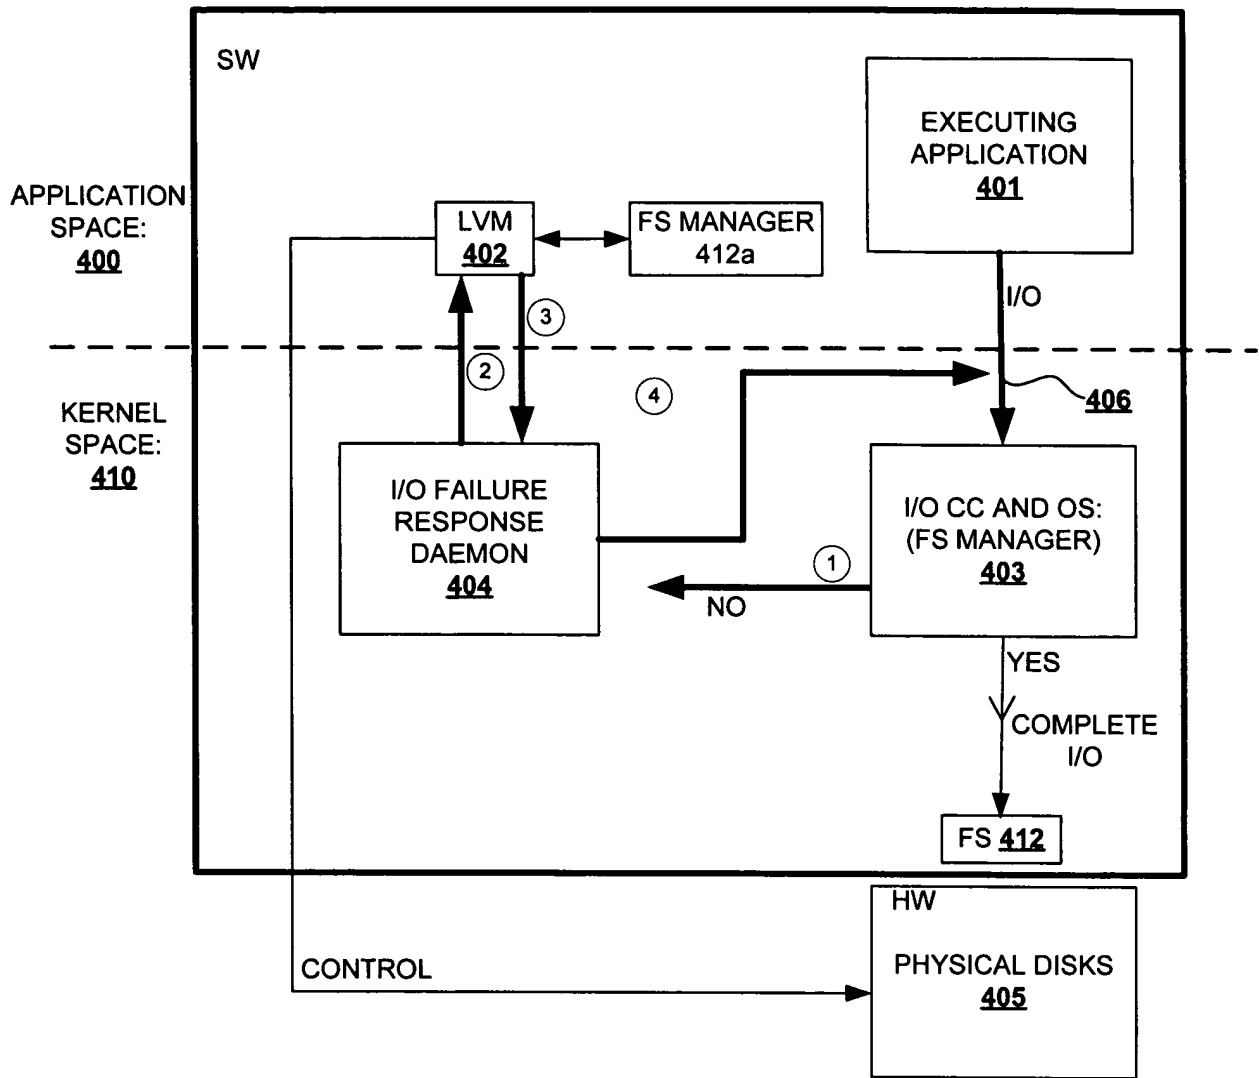 SW
EXECUTING
APPLICATION
401
APPLICATION
SPACE:
400
LVM
402
FS MANAGER
412a
I/O
3
2
4
406
KERNEL
SPACE:
410
I/O FAILURE
RESPONSE
DAEMON
404
I/O CC AND OS:
(FS MANAGER)
403
1
NO
YES
COMPLETE
I/O
FS 412
HW
PHYSICAL DISKS
405
CONTROL